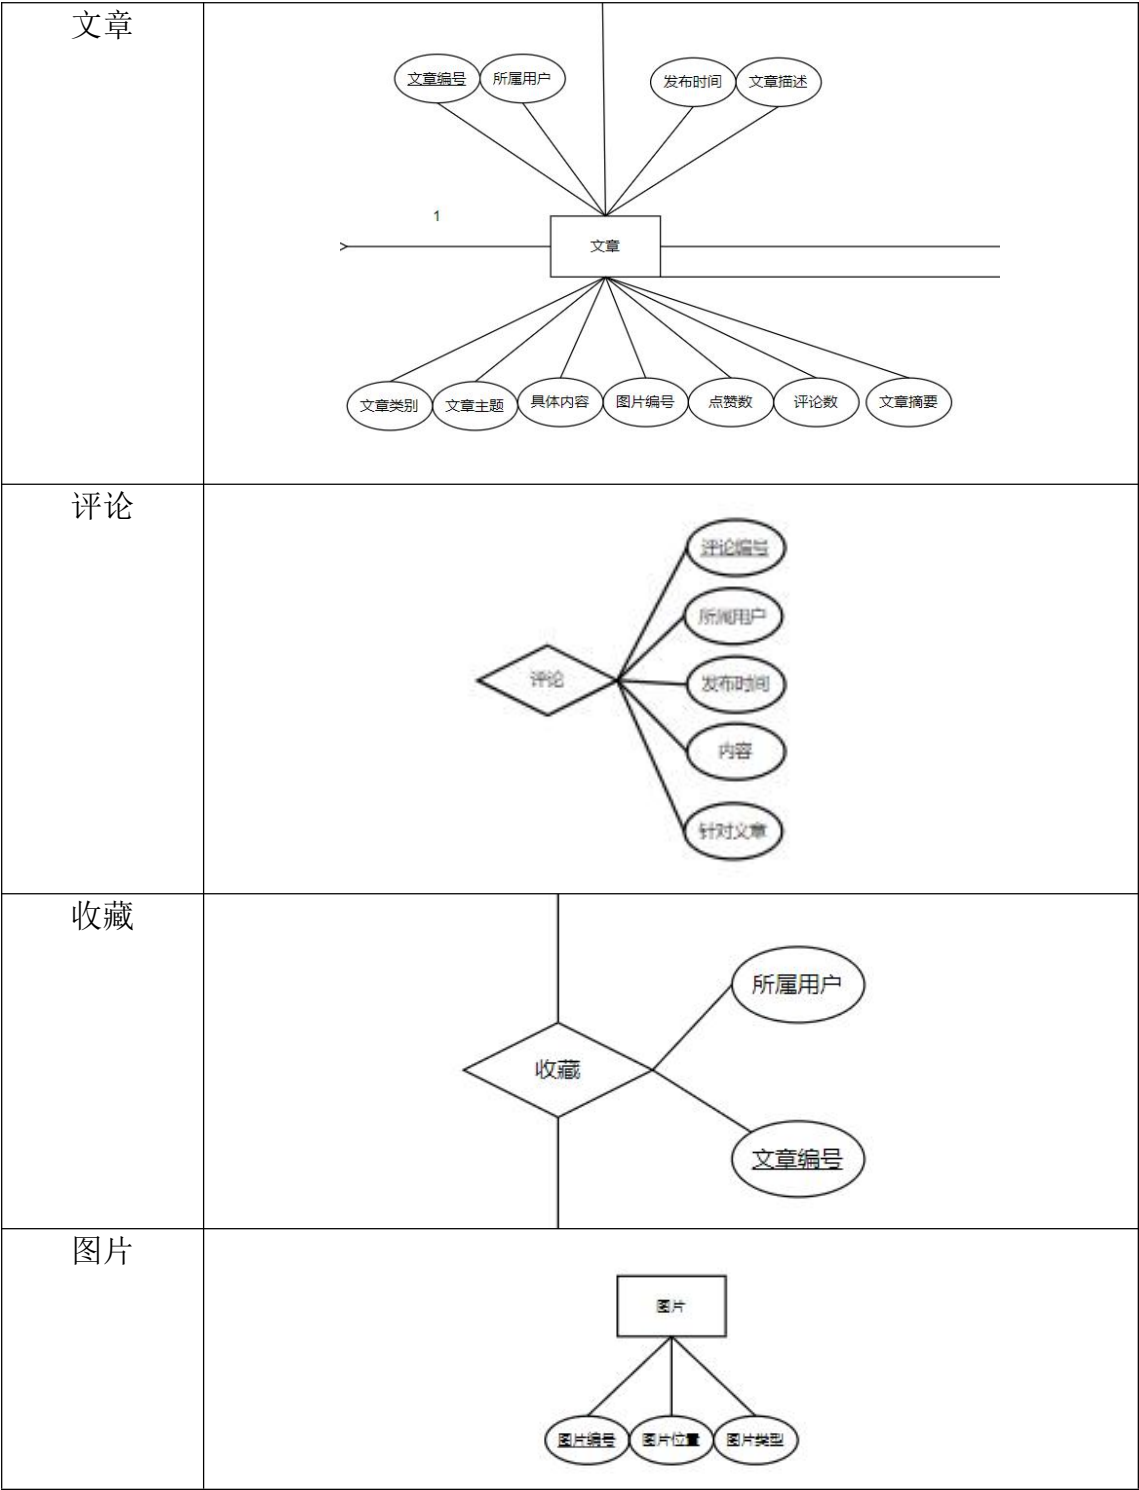 文章
文章编号
所属用户
发布时间
文章描述
1
文章
文章类别
文章主题
具体内容
图片编号
点赞数
评论数
文章摘要
评论
评论编号
所属用户
评论
发布时间
内容
针对文章
收藏
所属用户
收藏
文章编号
图片
图片
图片编号
图片位置
图片类型